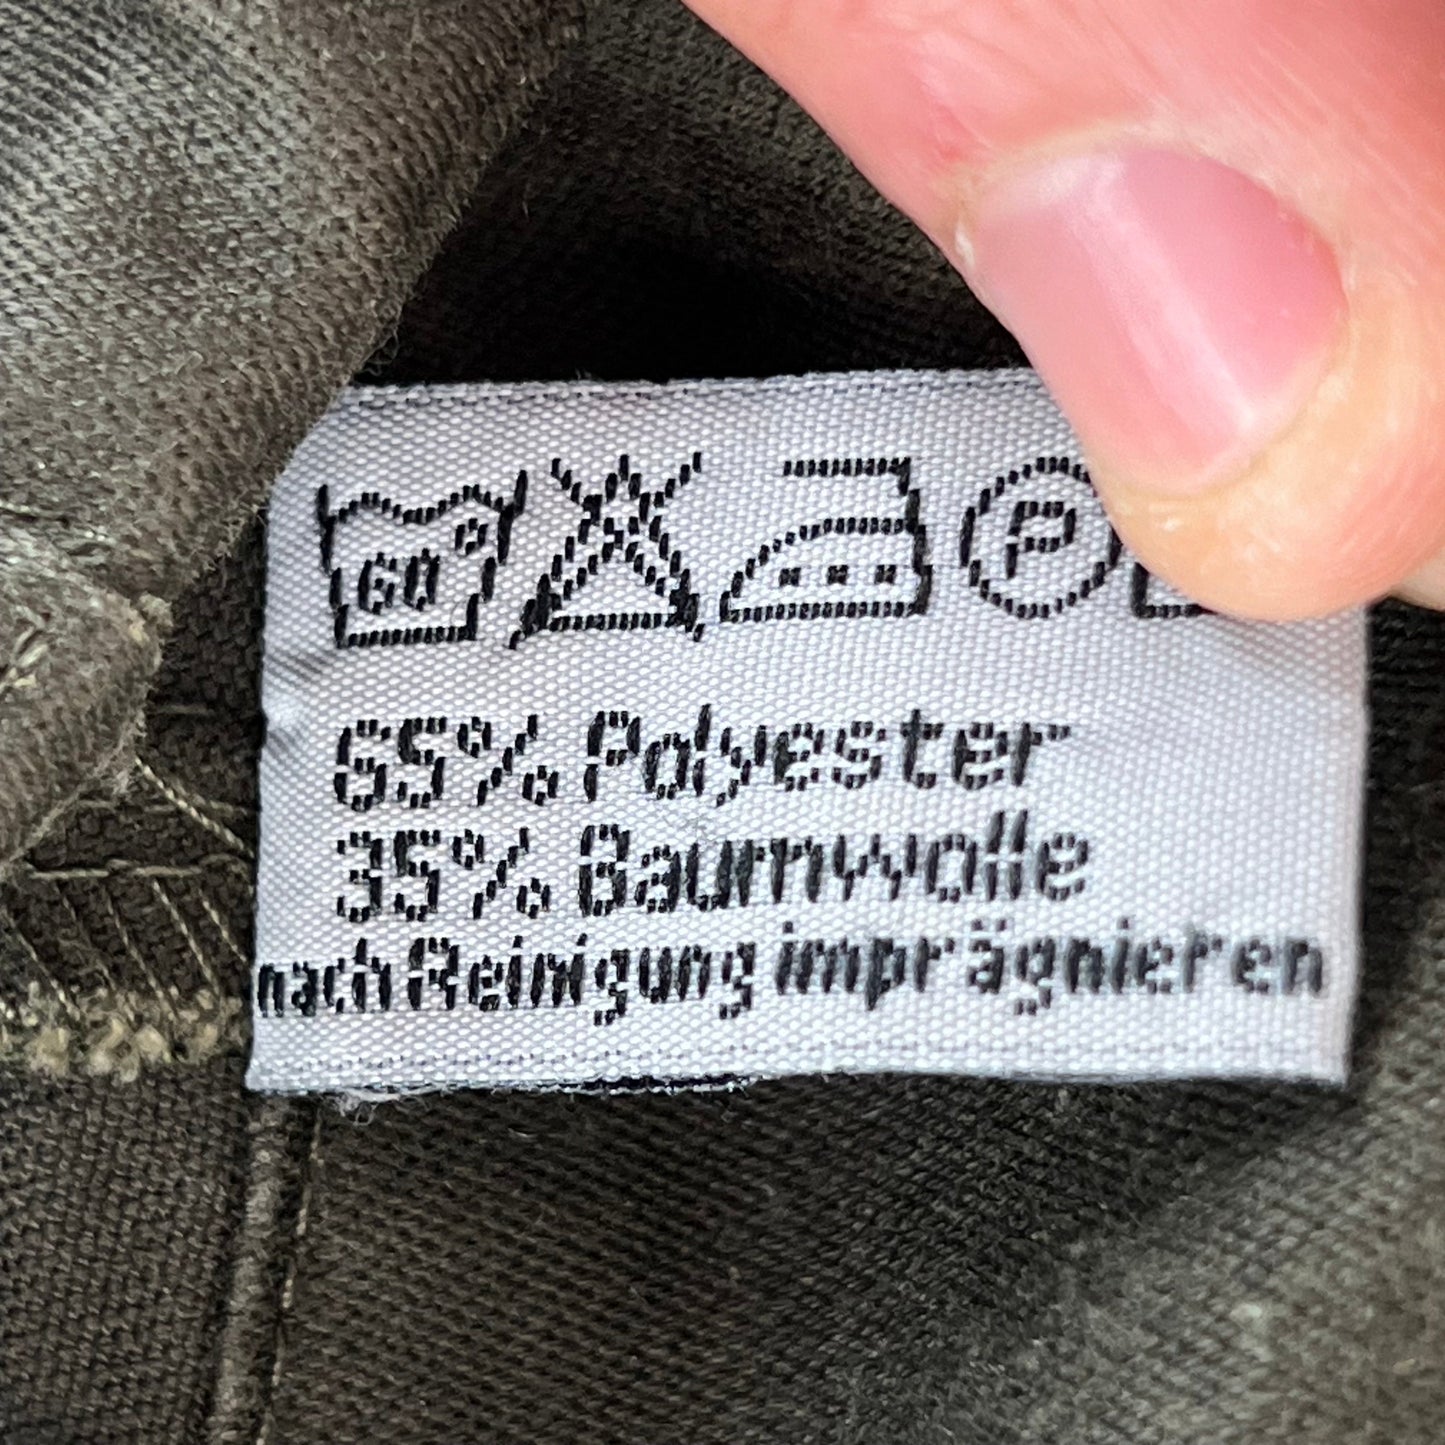 60°
P
65% Polyester
35% Baumwolle
nach Reinigung imprägnieren